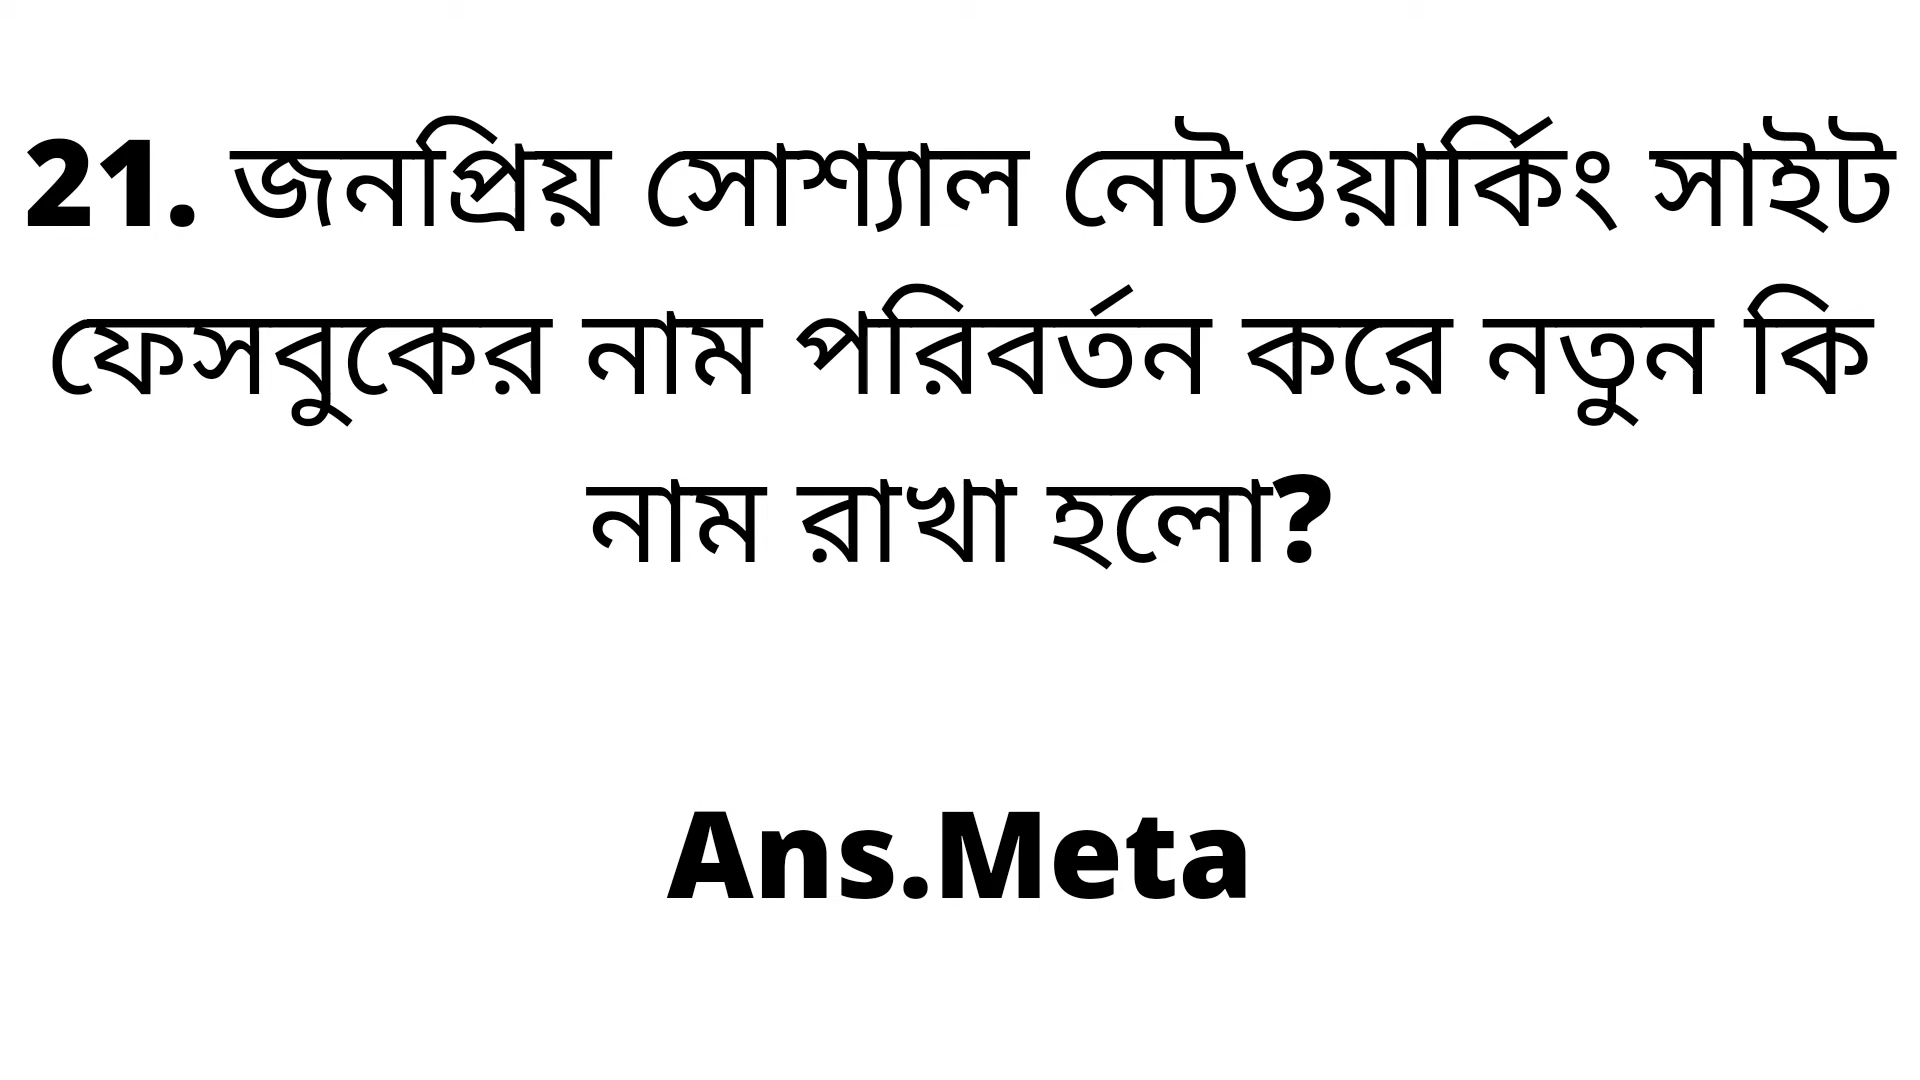 21. জনপ্রিয় সোশ্যাল নেটওয়ার্কিং সাইট
ফেসবুকের নাম পরিবর্তন করে নতুন কি
নাম রাখা হলো?
Ans.Meta